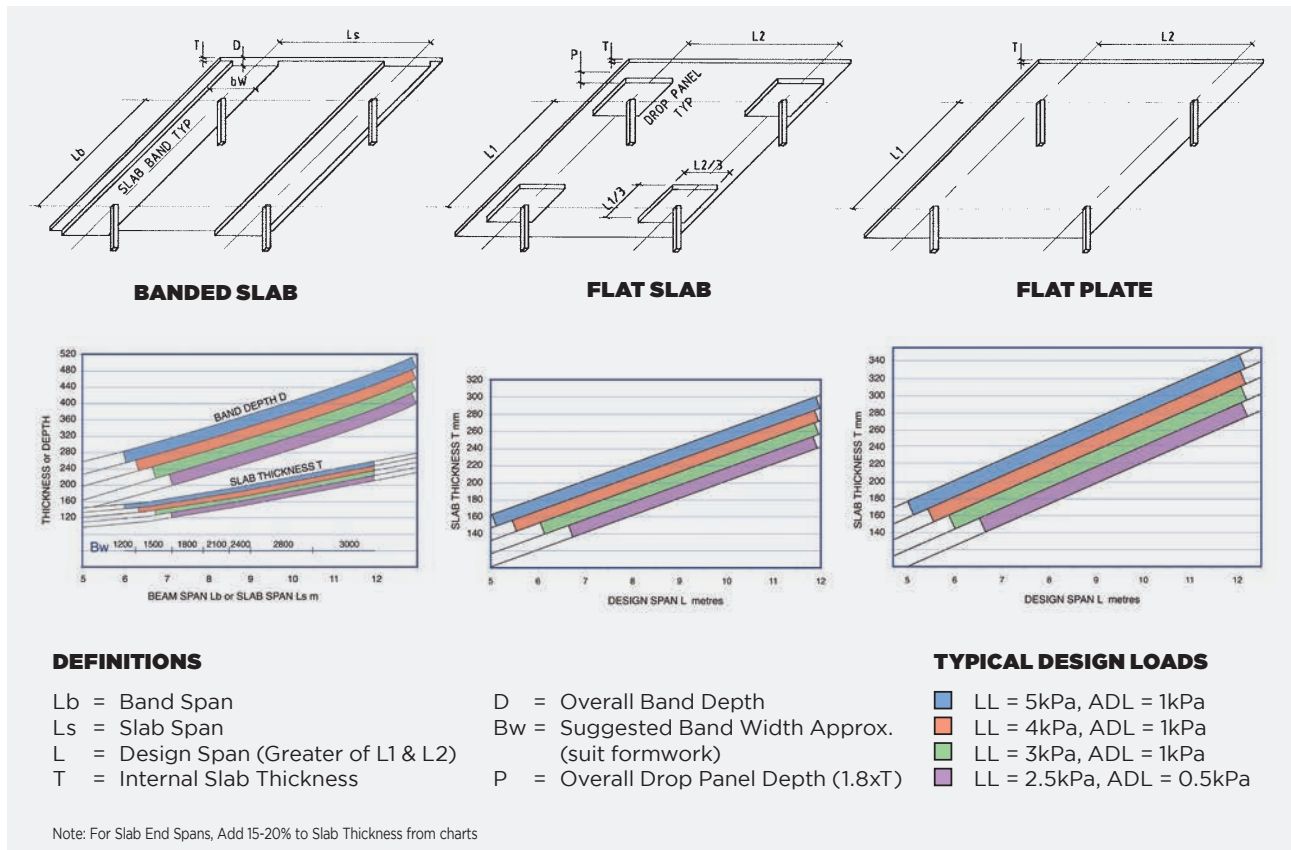 T
D
Ls
bW
Lb
SLAB BAND TYP
P
T
L2
DROP PANEL
TYP
L1
L2/3
L1/3
T
L2
L1
BANDED SLAB
FLAT SLAB
FLAT PLATE
THICKNESS or DEPTH
520
480
440
400
360
320
280
240
200
160
120
BAND DEPTH D
SLAB THICKNESS T
Bw 1200 1500 1800 2100 2400 2800 3000
5 6 7 8 9 10 11 12
BEAM SPAN Lb or SLAB SPAN Ls m
SLAB THICKNESS T mm
320
300
280
260
240
220
200
180
160
140
5 6 7 8 9 10 11 12
DESIGN SPAN L metres
SLAB THICKNESS T mm
340
320
300
280
260
240
220
200
180
160
140
5 6 7 8 9 10 11 12
DESIGN SPAN L metres
DEFINITIONS
Lb = Band Span
Ls = Slab Span
L = Design Span (Greater of L1 & L2)
T = Internal Slab Thickness
D = Overall Band Depth
Bw = Suggested Band Width Approx.
(suit formwork)
P = Overall Drop Panel Depth (1.8xT)
TYPICAL DESIGN LOADS
LL = 5kPa, ADL = 1kPa
LL = 4kPa, ADL = 1kPa
LL = 3kPa, ADL = 1kPa
LL = 2.5kPa, ADL = 0.5kPa
Note: For Slab End Spans, Add 15-20% to Slab Thickness from charts